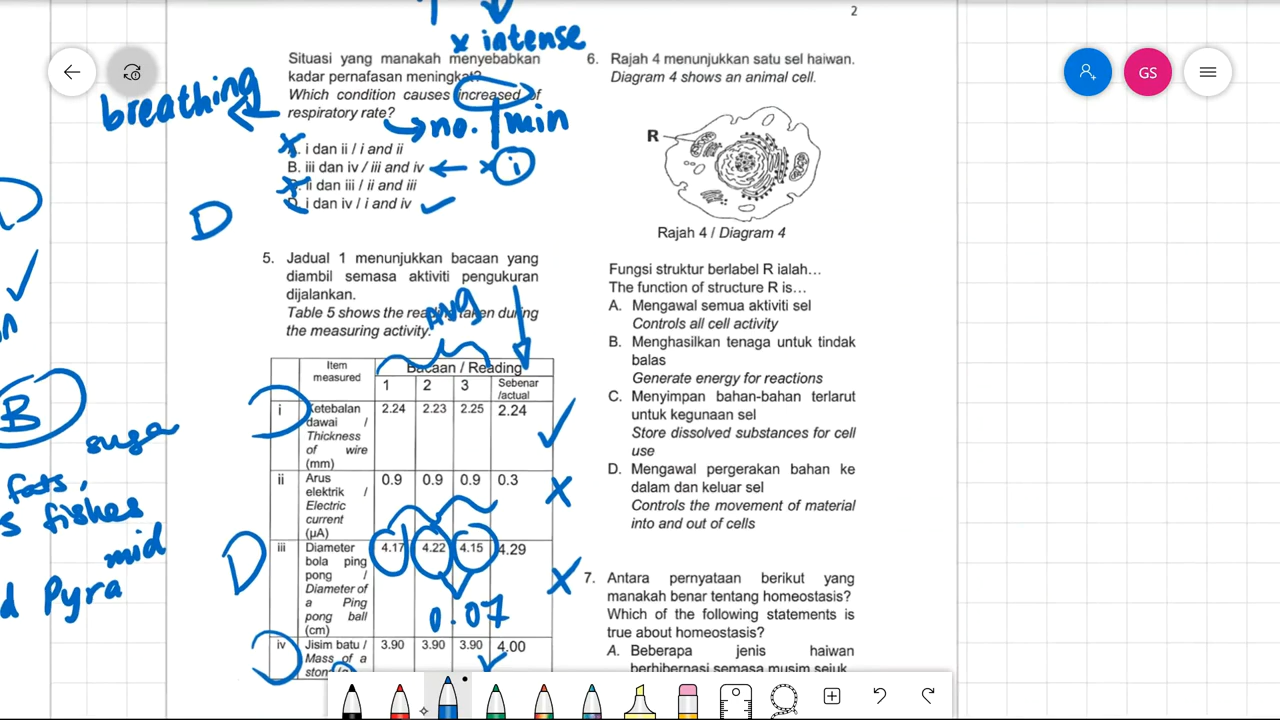 2
x intense
Situasi yang manakah menyebabkan
kadar pernafasan meningkat?
Which condition causes increased of
respiratory rate?
breathing
no. / min
A. i dan ii / i and ii
B. iii dan iv / iii and iv
x i
ii dan iii / ii and iii
D. i dan iv / i and iv
D
5. Jadual 1 menunjukkan bacaan yang
diambil semasa aktiviti pengukuran
dijalankan.
Table 5 shows the reading taken during
the measuring activity.
Avg
Item
measured
Bacaan / Reading
1 2 3 Sebenar
/actual
i Ketebalan
dawai /
Thickness
of wire
(mm)
2.24 2.23 2.25 2.24
ii Arus
elektrik /
Electric
current
(µA)
0.9 0.9 0.9 0.3
iii Diameter
bola ping
pong /
Diameter of
a Ping
pong ball
(cm)
4.17 4.22 4.15 4.29
0.07
D
iv Jisim batu /
Mass of a
3.90 3.90 3.90 4.00
B
suga
fats,
s fishes
mid
d Pyra
6. Rajah 4 menunjukkan satu sel haiwan.
Diagram 4 shows an animal cell.
R
Rajah 4 / Diagram 4
Fungsi struktur berlabel R ialah…
The function of structure R is…
A. Mengawal semua aktiviti sel
Controls all cell activity
B. Menghasilkan tenaga untuk tindak
balas
Generate energy for reactions
C. Menyimpan bahan-bahan terlarut
untuk kegunaan sel
Store dissolved substances for cell
use
D. Mengawal pergerakan bahan ke
dalam dan keluar sel
Controls the movement of material
into and out of cells
7. Antara pernyataan berikut yang
manakah benar tentang homeostasis?
Which of the following statements is
true about homeostasis?
A. Beberapa jenis haiwan
berhibernasi semasa musim sejuk
GS